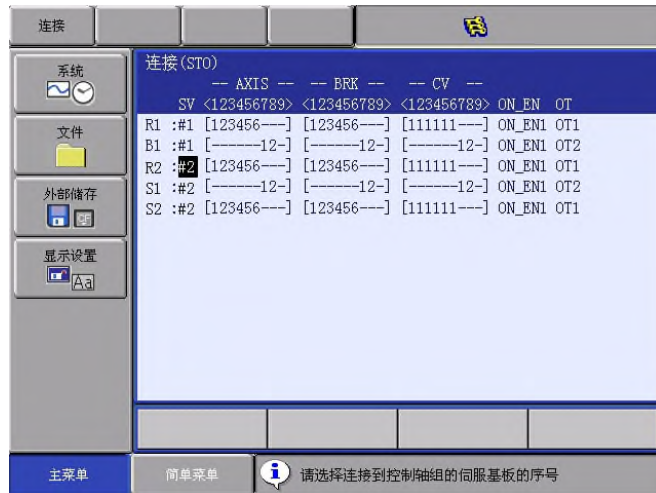 连接
系统
文件
外部储存
CF
显示设置
Aa
连接(STO)
-- AXIS -- -- BRK -- -- CV --
SV <123456789> <123456789> <123456789> ON_EN OT
R1 :#1 [123456---] [123456---] [111111---] ON_EN1 OT1
B1 :#1 [------12-] [------12-] [------12-] ON_EN1 OT2
R2 :#2 [123456---] [123456---] [111111---] ON_EN1 OT1
S1 :#2 [------12-] [------12-] [------12-] ON_EN1 OT2
S2 :#2 [123456---] [123456---] [111111---] ON_EN1 OT1
主菜单
简单菜单
请选择连接到控制轴组的伺服基板的序号